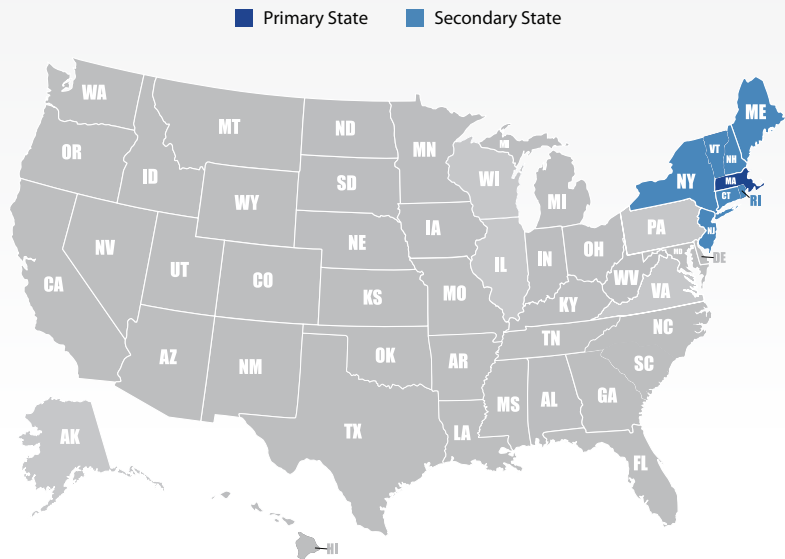 Primary State
Secondary State
WA
MT
ND
MN
MI
ME
VT
NH
OR
ID
SD
WI
NY
MA
CT
RI
WY
MI
IA
PA
NJ
NV
NE
OH
MD
DE
UT
CO
IL
IN
WV
CA
KS
MO
VA
KY
NC
TN
AZ
NM
OK
AR
SC
MS
AL
GA
TX
LA
AK
FL
HI